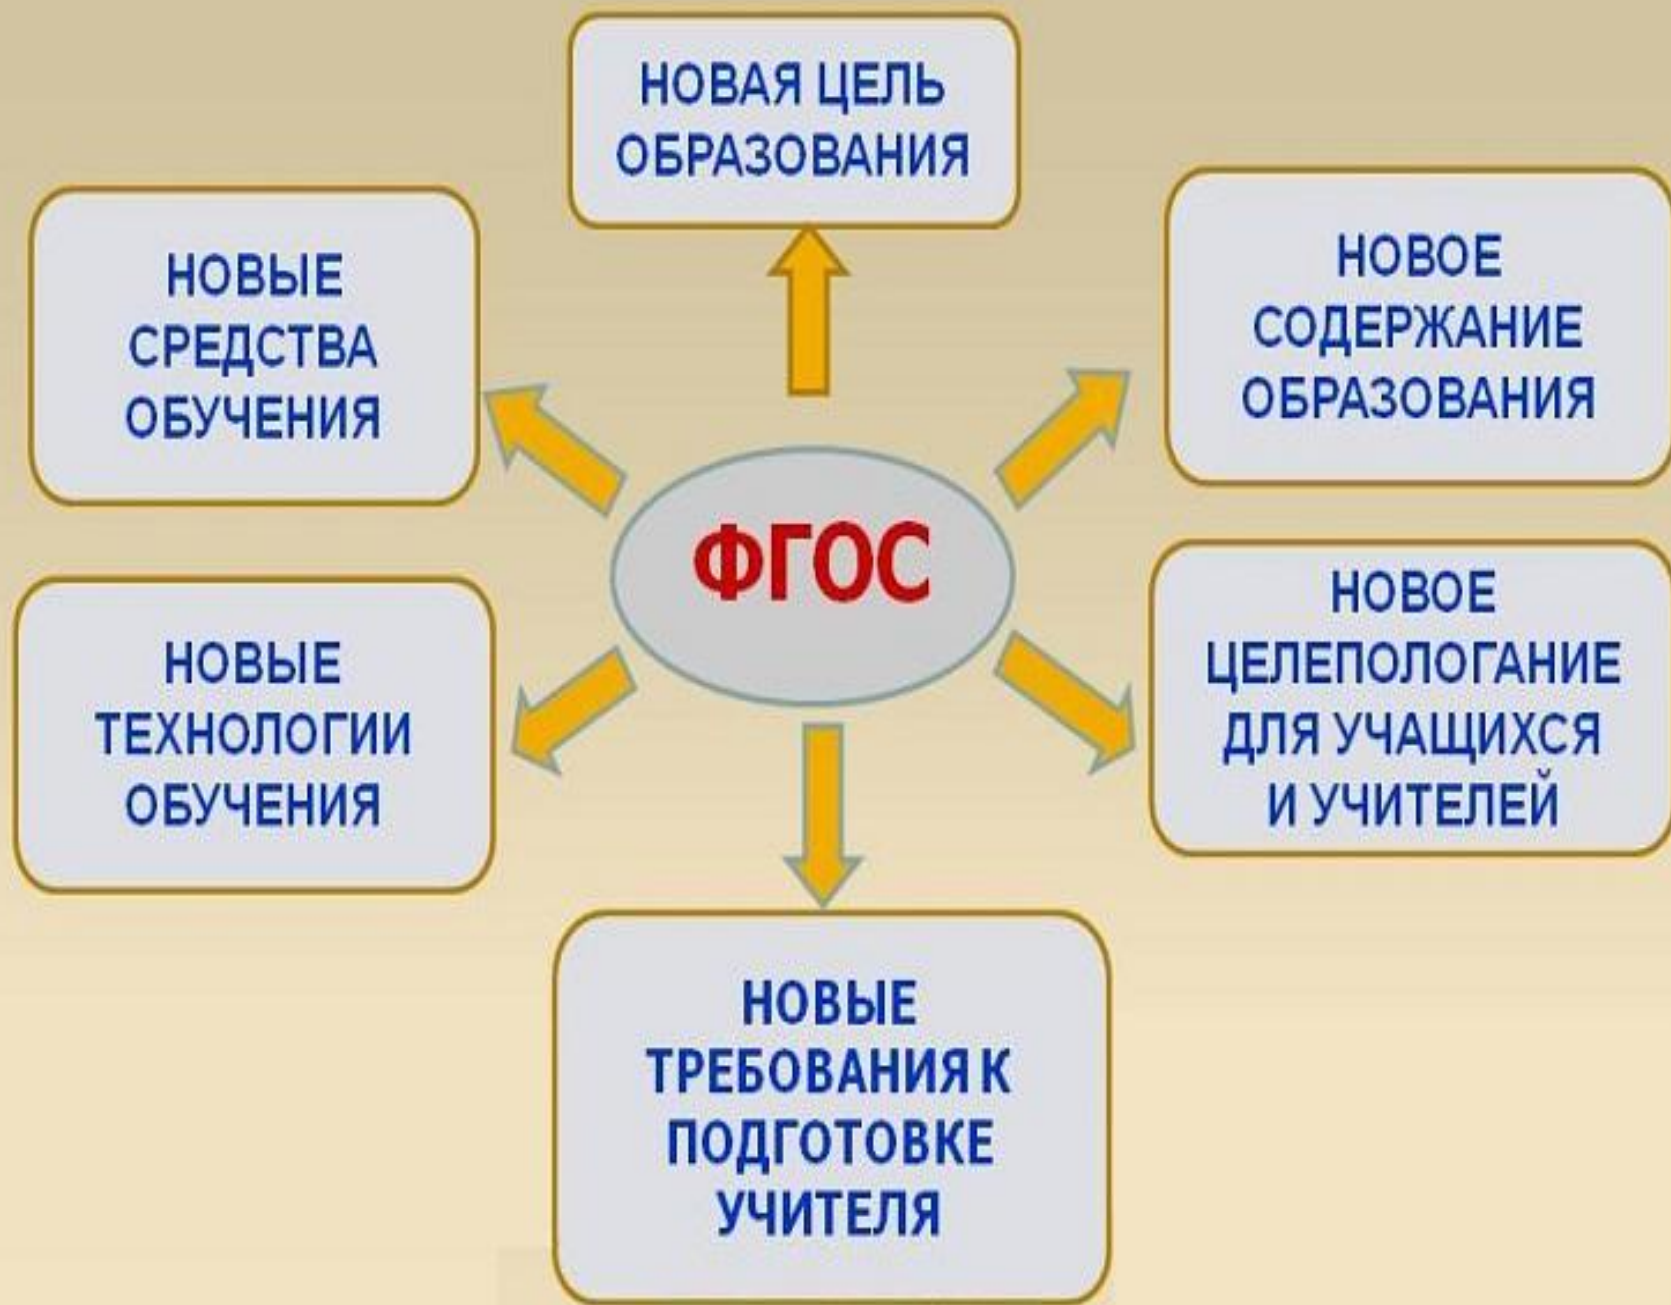 НОВАЯ ЦЕЛЬ
ОБРАЗОВАНИЯ
НОВЫЕ
СРЕДСТВА
ОБУЧЕНИЯ
НОВОЕ
СОДЕРЖАНИЕ
ОБРАЗОВАНИЯ
ФГОС
НОВЫЕ
ТЕХНОЛОГИИ
ОБУЧЕНИЯ
НОВОЕ
ЦЕЛЕПОЛОГАНИЕ
ДЛЯ УЧАЩИХСЯ
И УЧИТЕЛЕЙ
НОВЫЕ
ТРЕБОВАНИЯ К
ПОДГОТОВКЕ
УЧИТЕЛЯ